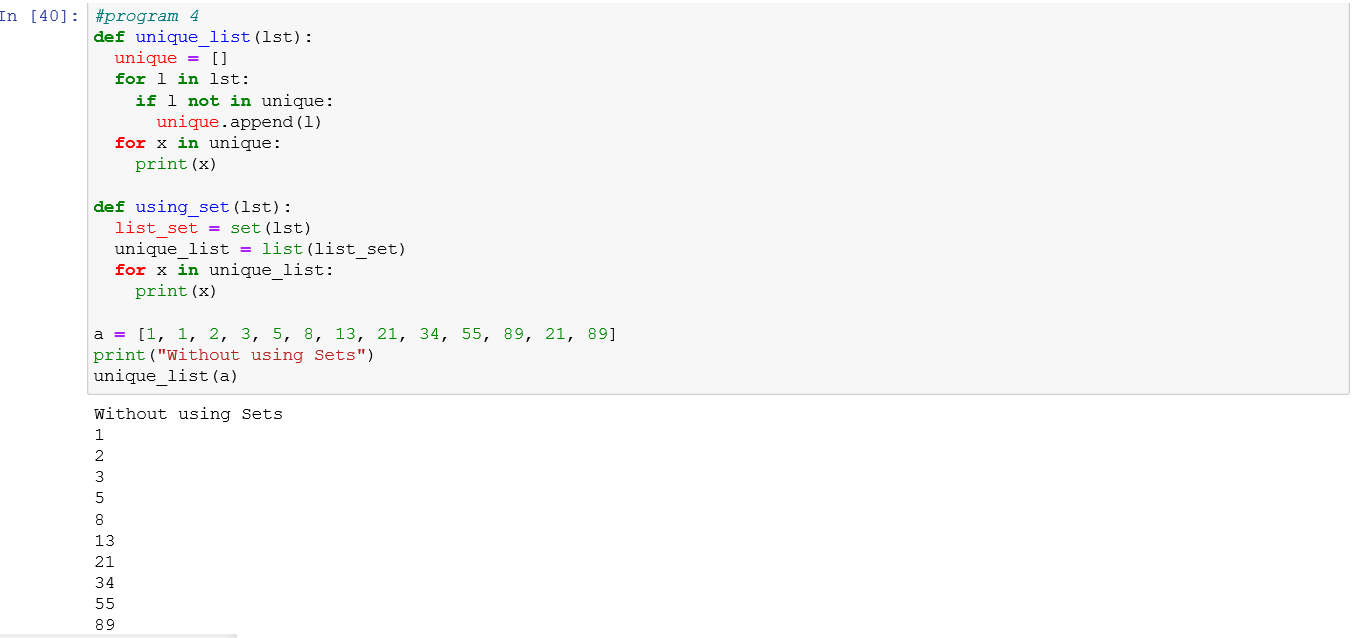 In [40]: #program 4
def unique_list(lst):
  unique = []
  for l in lst:
    if l not in unique:
      unique.append(l)
  for x in unique:
    print(x)

def using_set(lst):
  list_set = set(lst)
  unique_list = list(list_set)
  for x in unique_list:
    print(x)

a = [1, 1, 2, 3, 5, 8, 13, 21, 34, 55, 89, 21, 89]
print("Without using Sets")
unique_list(a)
Without using Sets
1
2
3
5
8
13
21
34
55
89